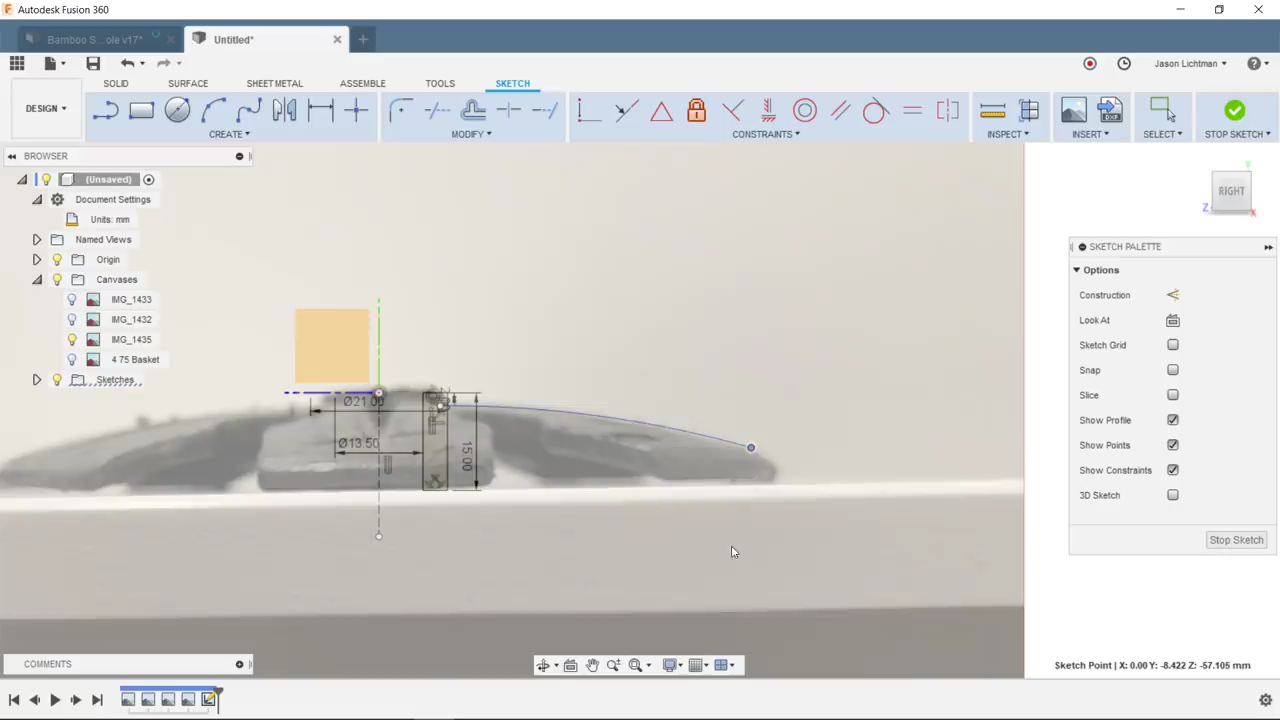 Autodesk Fusion 360
Bamboo S...ole v17*
Untitled*
Jason Lichtman
SOLID SURFACE SHEET METAL ASSEMBLE TOOLS SKETCH
DESIGN
CREATE MODIFY CONSTRAINTS INSPECT INSERT SELECT STOP SKETCH
DXF
BROWSER
(Unsaved)
Document Settings
Units: mm
Named Views
Origin
Canvases
IMG_1433
IMG_1432
IMG_1435
4 75 Basket
Sketches
Y
RIGHT
Z
X
SKETCH PALETTE
Options
Construction
Look At
Sketch Grid
Snap
Slice
Show Profile
Show Points
Show Constraints
3D Sketch
Stop Sketch
Ø21.00
Ø13.50
15.00
COMMENTS
Sketch Point | X: 0.00 Y: -8.422 Z: -57.105 mm